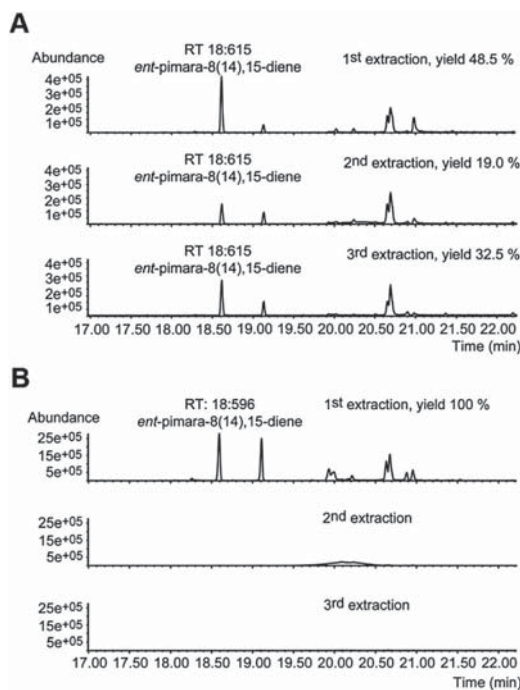 A
RT 18:615
Abundance
ent-pimara-8(14),15-diene
1st extraction, yield 48.5 %
4e+05
3e+05
2e+05
1e+05
RT 18:615
ent-pimara-8(14),15-diene
2nd extraction, yield 19.0 %
4e+05
3e+05
2e+05
1e+05
RT 18:615
ent-pimara-8(14),15-diene
3rd extraction, yield 32.5 %
4e+05
3e+05
2e+05
1e+05
17.00 18.00 18.50 19.00 19.50 20.00 20.50 21.00 21.50 22.00
Time (min)
B
RT: 18:596
Abundance
ent-pimara-8(14),15-diene
1st extraction, yield 100 %
25e+05
15e+05
5e+05
2nd extraction
25e+05
15e+05
5e+05
3rd extraction
25e+05
15e+05
5e+05
17.00 18.00 18.50 19.00 19.50 20.00 20.50 21.00 21.50 22.00
Time (min)